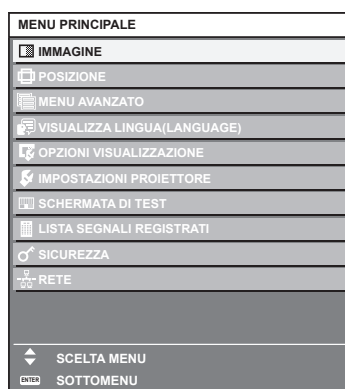 MENU PRINCIPALE
IMMAGINE
POSIZIONE
MENU AVANZATO
VISUALIZZA LINGUA(LANGUAGE)
OPZIONI VISUALIZZAZIONE
IMPOSTAZIONI PROIETTORE
SCHERMATA DI TEST
LISTA SEGNALI REGISTRATI
SICUREZZA
RETE
SCELTA MENU
ENTER SOTTOMENU